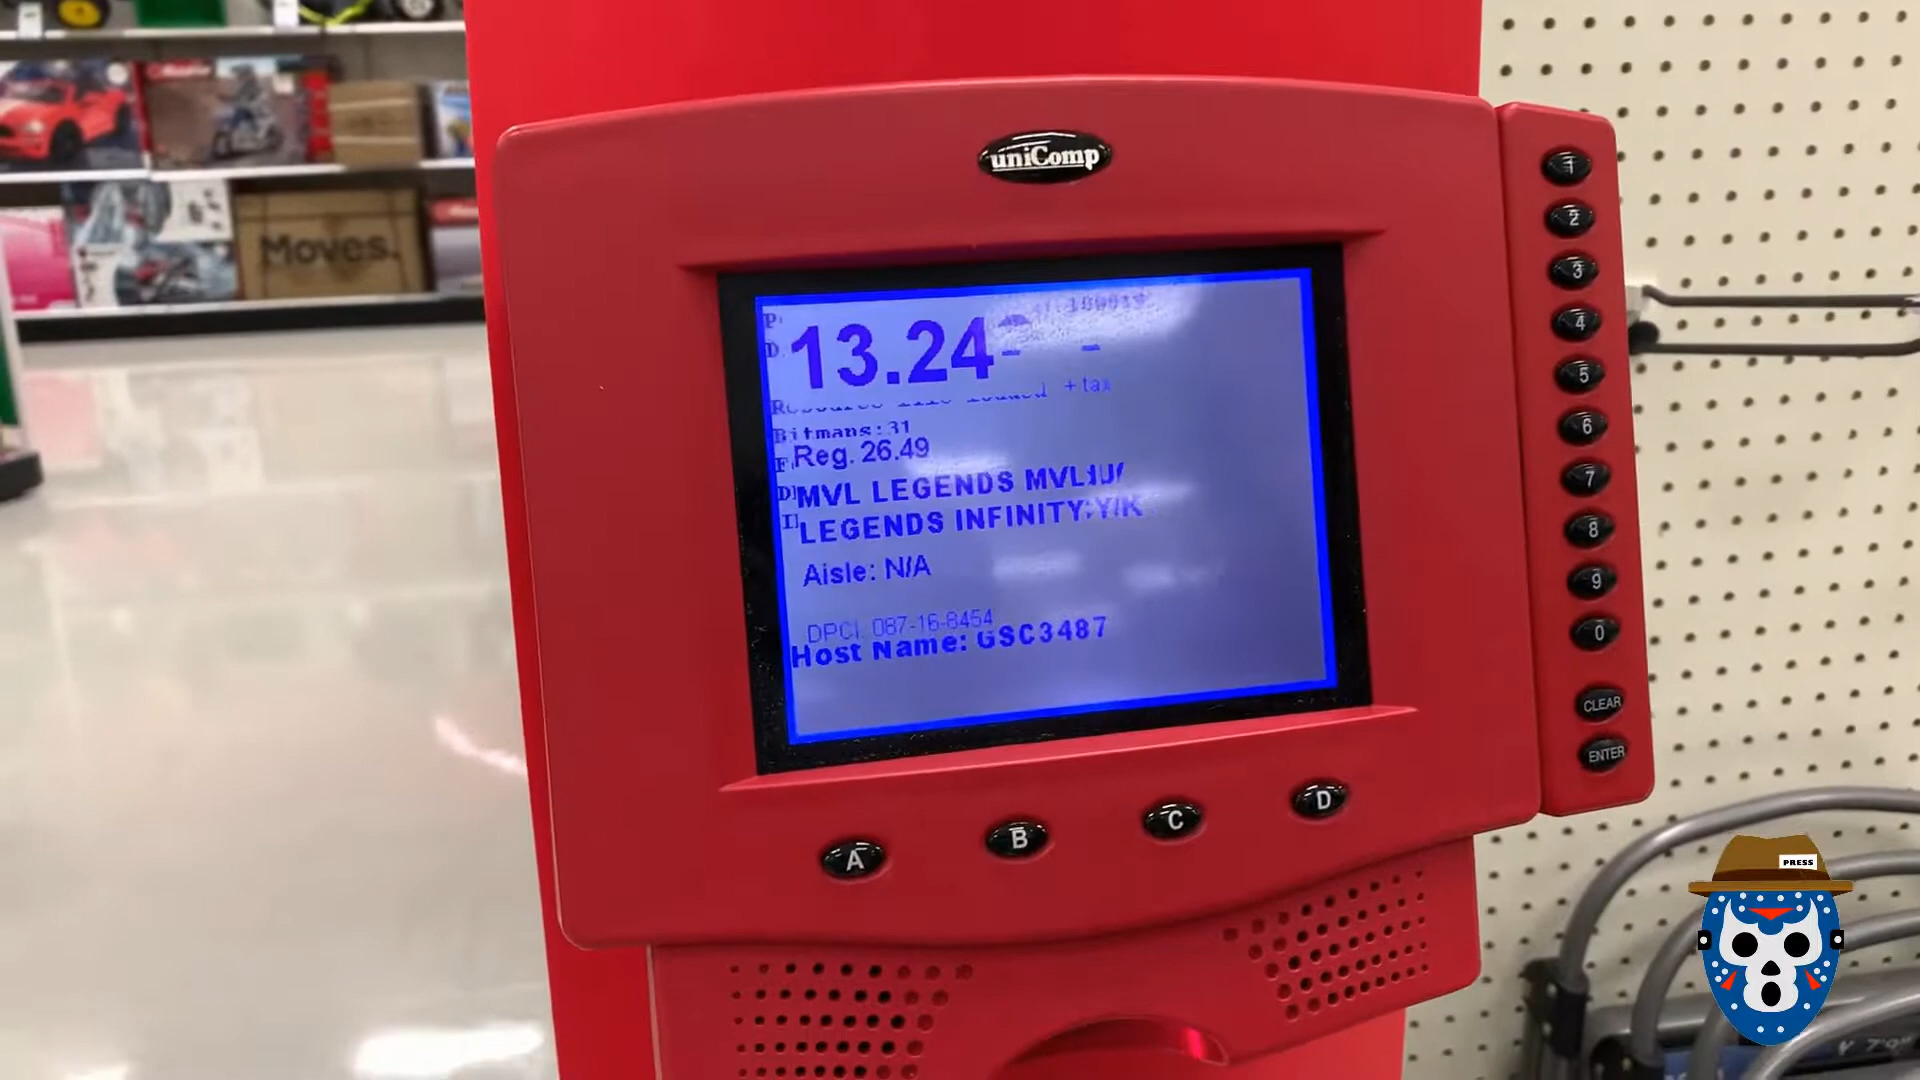 uniComp
13.24
+ tax
Bitmaps:31
Reg. 26.49
MVL LEGENDS MVL
LEGENDS INFINITY
Aisle: N/A
DPCI: 087-16-8454
Host Name: GSC3487
1
2
3
4
5
6
7
8
9
0
CLEAR
ENTER
A
B
C
D
Moves.
PRESS